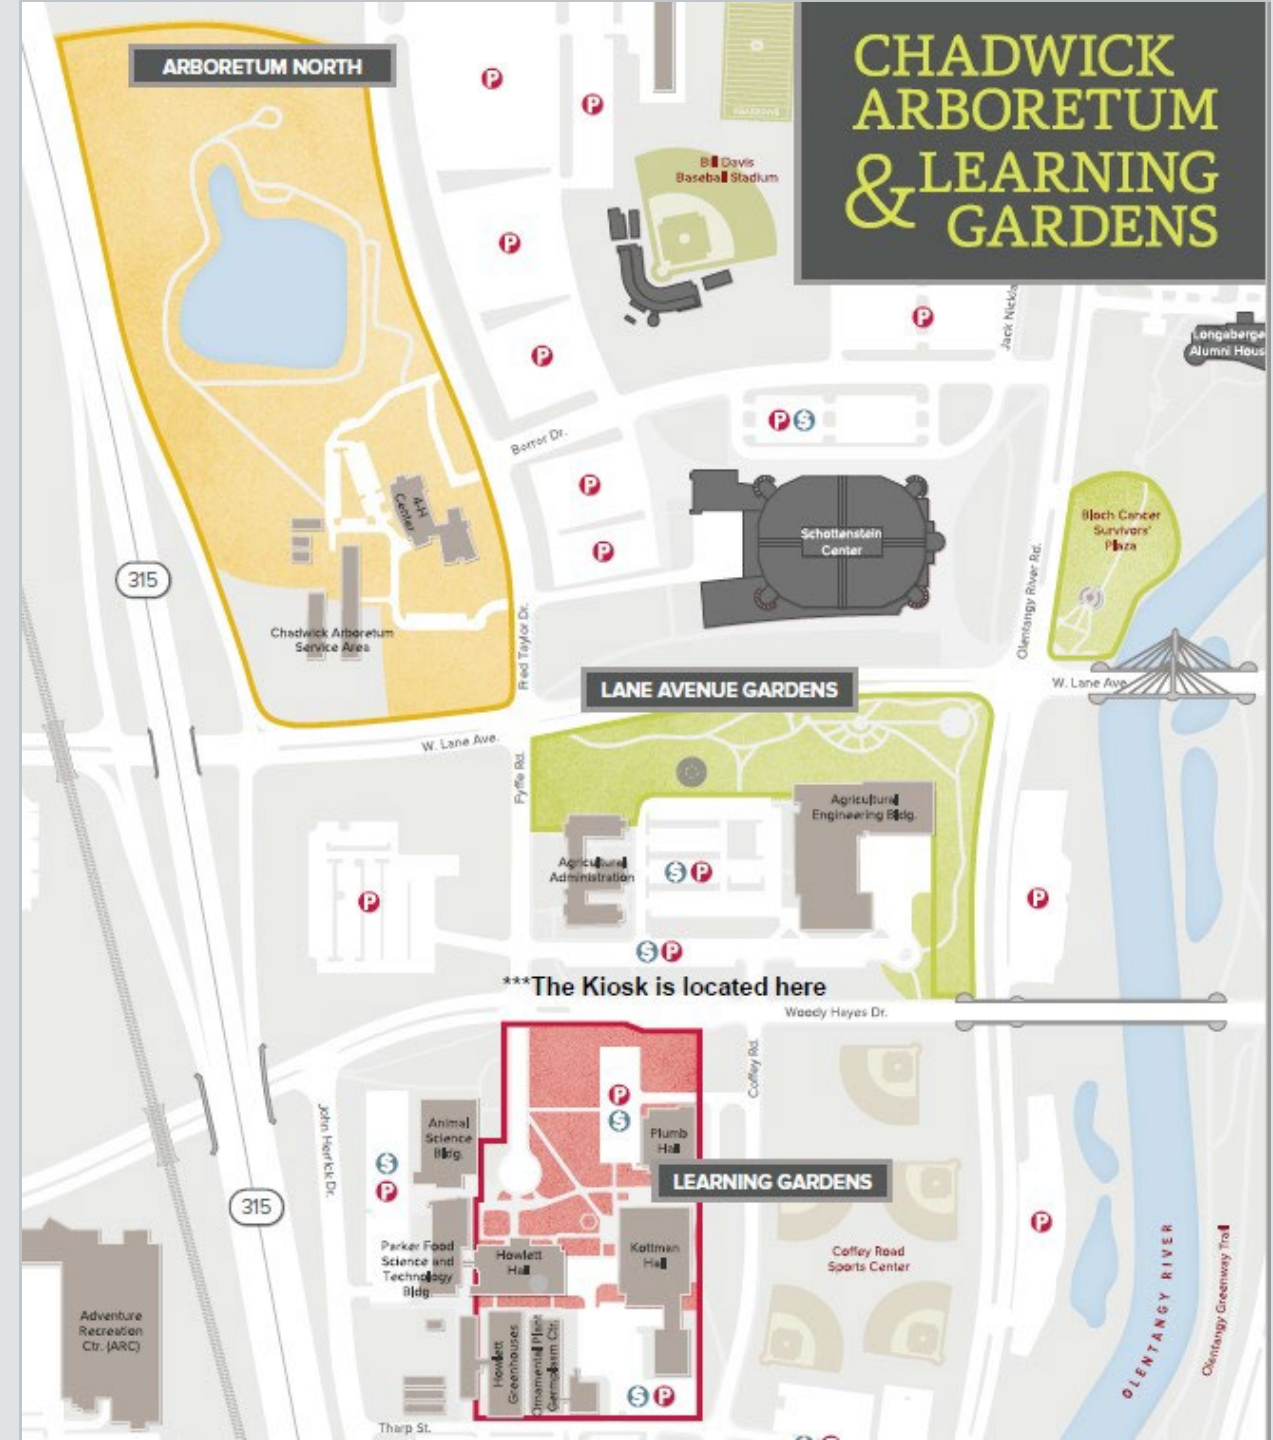 CHADWICK
ARBORETUM
& LEARNING
GARDENS
ARBORETUM NORTH
P
P
Bill Davis
Baseball Stadium
P
P
Jack Nickla
Longaberge
Alumni Hous
P
P $
Borror Dr.
P
P
4-H
Center
Schottenstein
Center
Bloch Cancer
Survivors'
Plaza
Olentangy River Rd.
315
Chadwick Arboretum
Service Area
Fred Taylor Dr.
LANE AVENUE GARDENS
W. Lane Ave.
W. Lane Ave.
Fyffe Rd.
Agricultural
Engineering Bldg.
Agricultural
Administration
$ P
P
P
$ P
***The Kiosk is located here
Woody Hayes Dr.
Coffey Rd.
John Herrick Dr.
Animal
Science
Bldg.
P
$
Plumb
Hall
$
P
LEARNING GARDENS
315
P
Parker Food
Science and
Technology
Bldg.
Howlett
Hall
Kottman
Hall
Coffey Road
Sports Center
OLENTANGY RIVER
Olentangy Greenway Trail
Adventure
Recreation
Ctr. (ARC)
Howlett
Greenhouses
Ornamental Plant
Germplasm Ctr.
$ P
Tharp St.